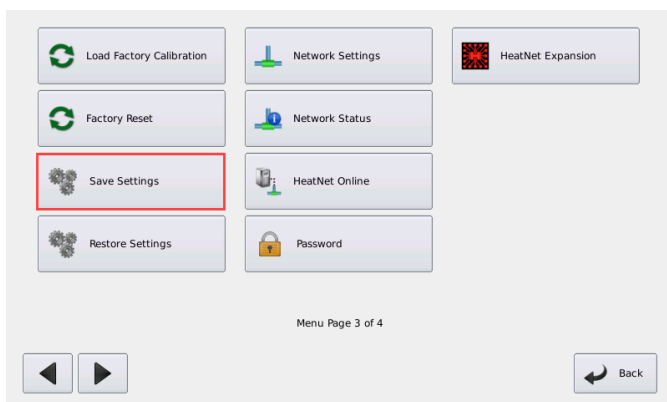 Load Factory Calibration
Network Settings
HeatNet Expansion
Factory Reset
Network Status
Save Settings
HeatNet Online
Restore Settings
Password
Menu Page 3 of 4
Back